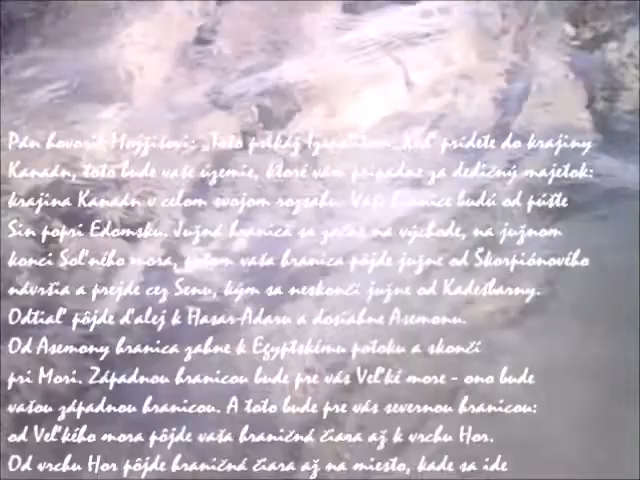 Pán hovoril Mojžišovi: „Toto prikáž Izraelitom: Keď prídete do krajiny
Kanaán, toto bude vaše územie, ktoré vám pripadne za dedičný majetok:
krajina Kanaán v celom svojom rozsahu. Vaše hranice budú od púšte
Sin popri Edomsku. Južná hranica sa začne na východe, na južnom
konci Soľného mora, potom vaša hranica pôjde južne od Škorpiónového
návršia a prejde cez Senu, kým sa neskončí južne od Kadesbarny.
Odtiaľ pôjde ďalej k Hasar-Adaru a dosiahne Asemonu.
Od Asemony hranica zahne k Egyptskému potoku a skončí
pri Mori. Západnou hranicou bude pre vás Veľké more - ono bude
vašou západnou hranicou. A toto bude pre vás severnou hranicou:
od Veľkého mora pôjde vaša hraničná čiara až k vrchu Hor.
Od vrchu Hor pôjde hraničná čiara až na miesto, kade sa ide